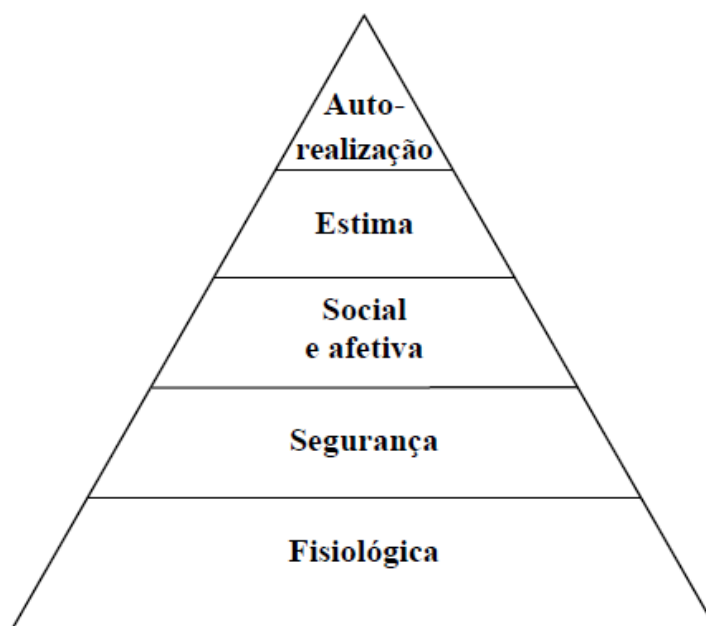 Auto-
realização
Estima
Social
e afetiva
Segurança
Fisiológica